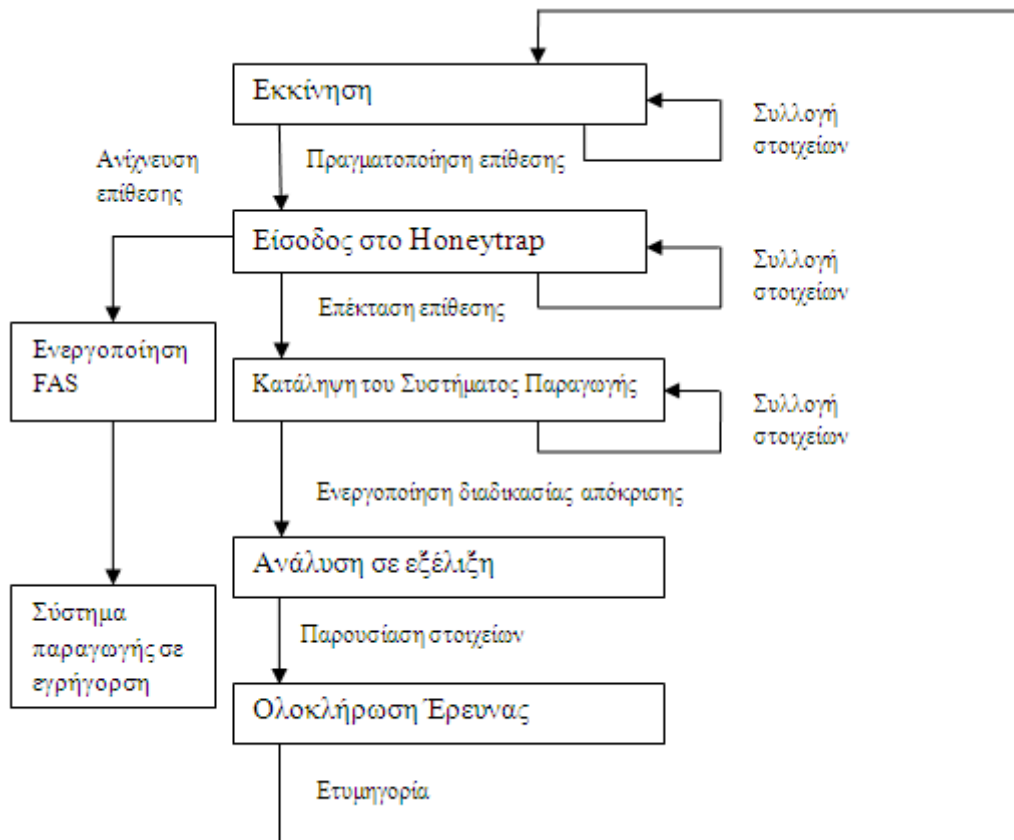 Εκκίνηση
Συλλογή
στοιχείων
Ανίχνευση
επίθεσης
Πραγματοποίηση επίθεσης
Είσοδος στο Honeytrap
Συλλογή
στοιχείων
Επέκταση επίθεσης
Ενεργοποίηση
FAS
Κατάληψη του Συστήματος Παραγωγής
Συλλογή
στοιχείων
Ενεργοποίηση διαδικασίας απόκρισης
Ανάλυση σε εξέλιξη
Σύστημα
παραγωγής σε
εγρήγορση
Παρουσίαση στοιχείων
Ολοκλήρωση Έρευνας
Ετυμηγορία